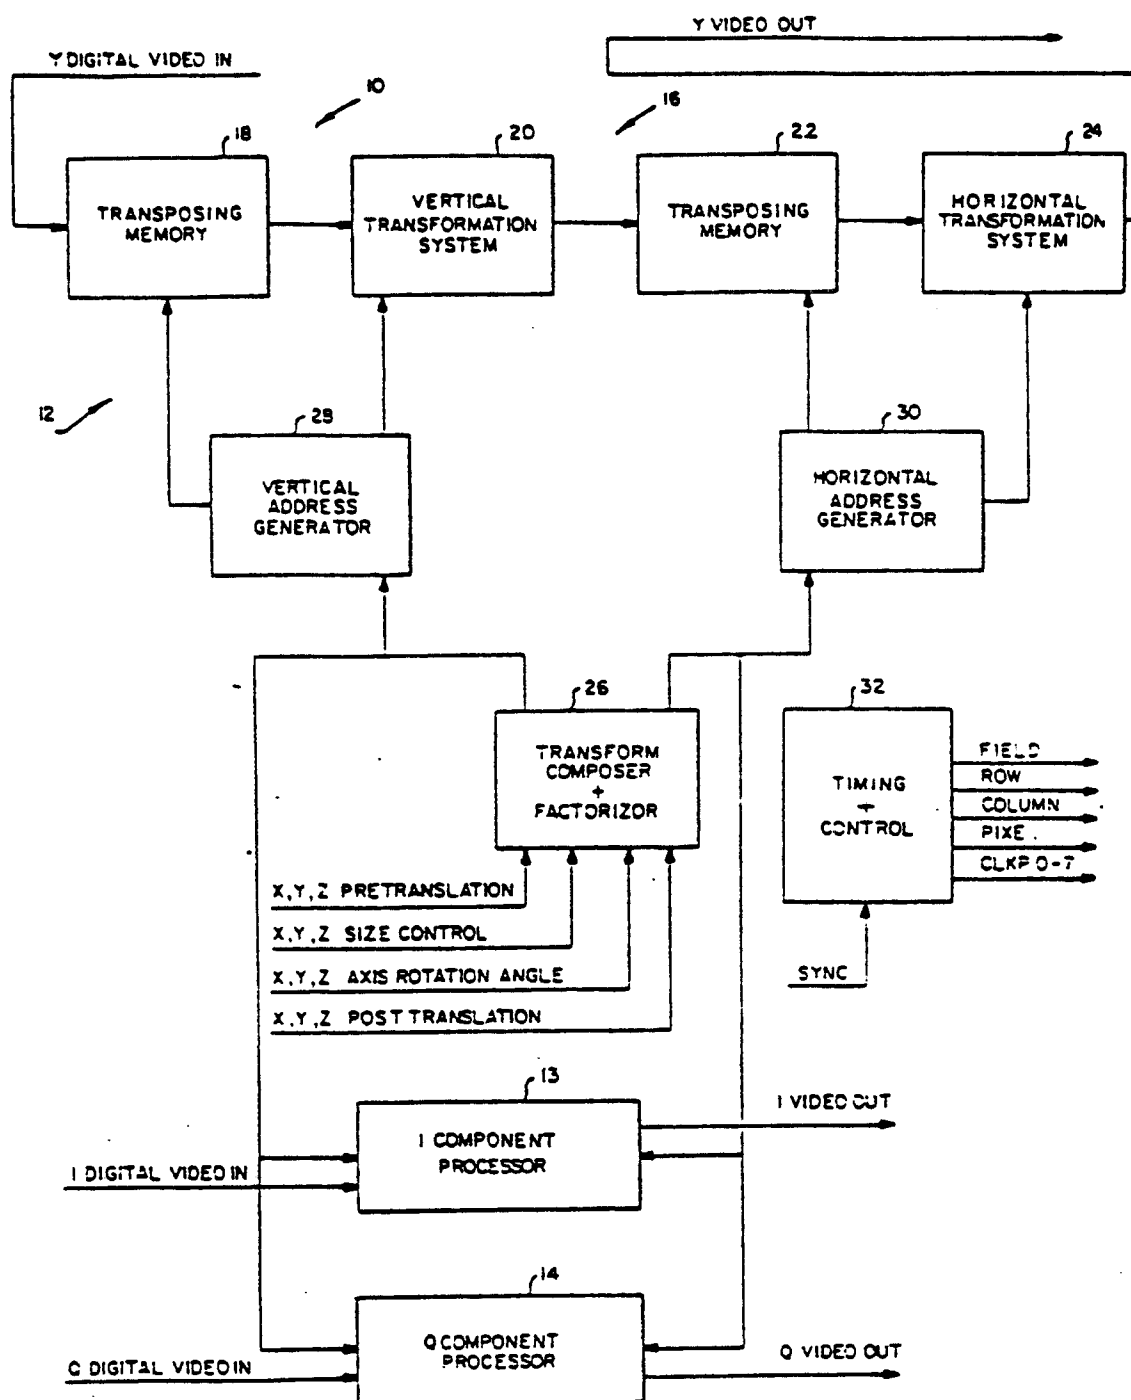 Y VIDEO OUT
Y DIGITAL VIDEO IN
10
16
18
20
22
24
TRANSPOSING
MEMORY
VERTICAL
TRANSFORMATION
SYSTEM
TRANSPOSING
MEMORY
HORIZONTAL
TRANSFORMATION
SYSTEM
12
28
30
VERTICAL
ADDRESS
GENERATOR
HORIZONTAL
ADDRESS
GENERATOR
26
32
TRANSFORM
COMPOSER
+
FACTORIZOR
TIMING
+
CONTROL
FIELD
ROW
COLUMN
PIXE
CLKP 0-7
X,Y,Z PRETRANSLATION
X,Y,Z SIZE CONTROL
X,Y,Z AXIS ROTATION ANGLE
X,Y,Z POST TRANSLATION
SYNC
13
I COMPONENT
PROCESSOR
I VIDEO OUT
I DIGITAL VIDEO IN
14
Q COMPONENT
PROCESSOR
Q VIDEO OUT
Q DIGITAL VIDEO IN